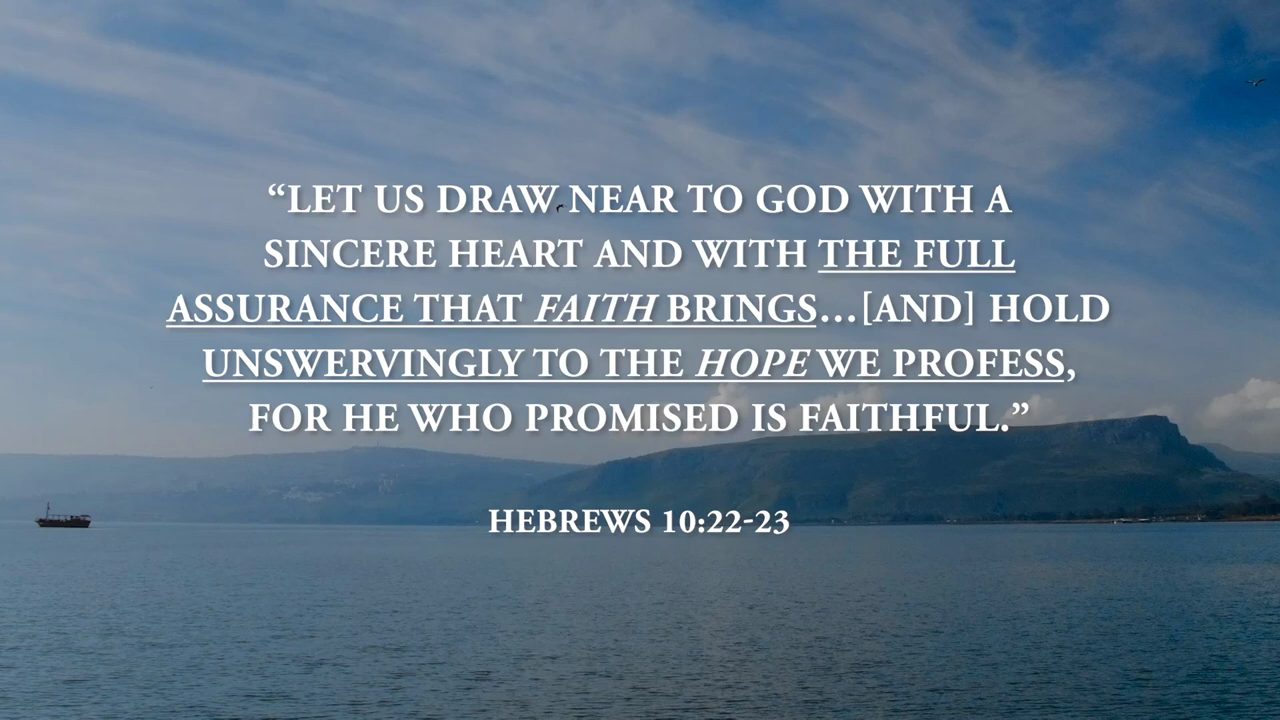 “LET US DRAW NEAR TO GOD WITH A
SINCERE HEART AND WITH THE FULL
ASSURANCE THAT FAITH BRINGS...[AND] HOLD
UNSWERVINGLY TO THE HOPE WE PROFESS,
FOR HE WHO PROMISED IS FAITHFUL.”
HEBREWS 10:22-23